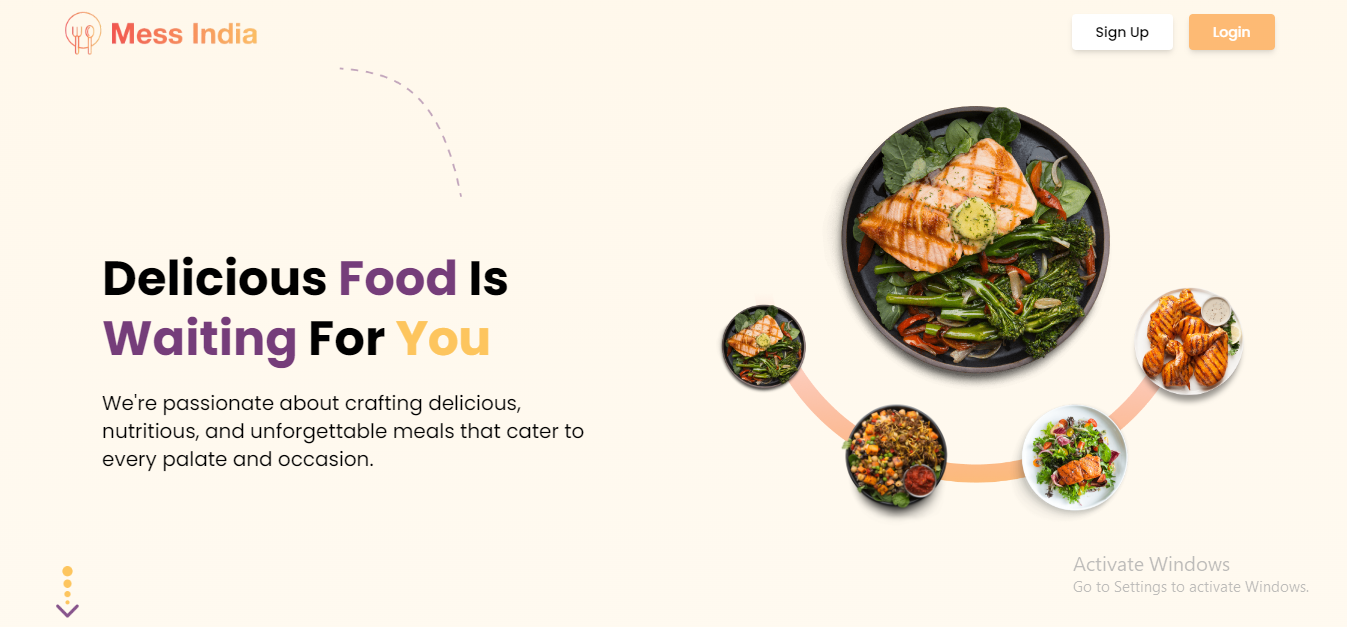 Mess India
Sign Up
Login
Delicious Food Is
Waiting For You
We're passionate about crafting delicious,
nutritious, and unforgettable meals that cater to
every palate and occasion.
Activate Windows
Go to Settings to activate Windows.